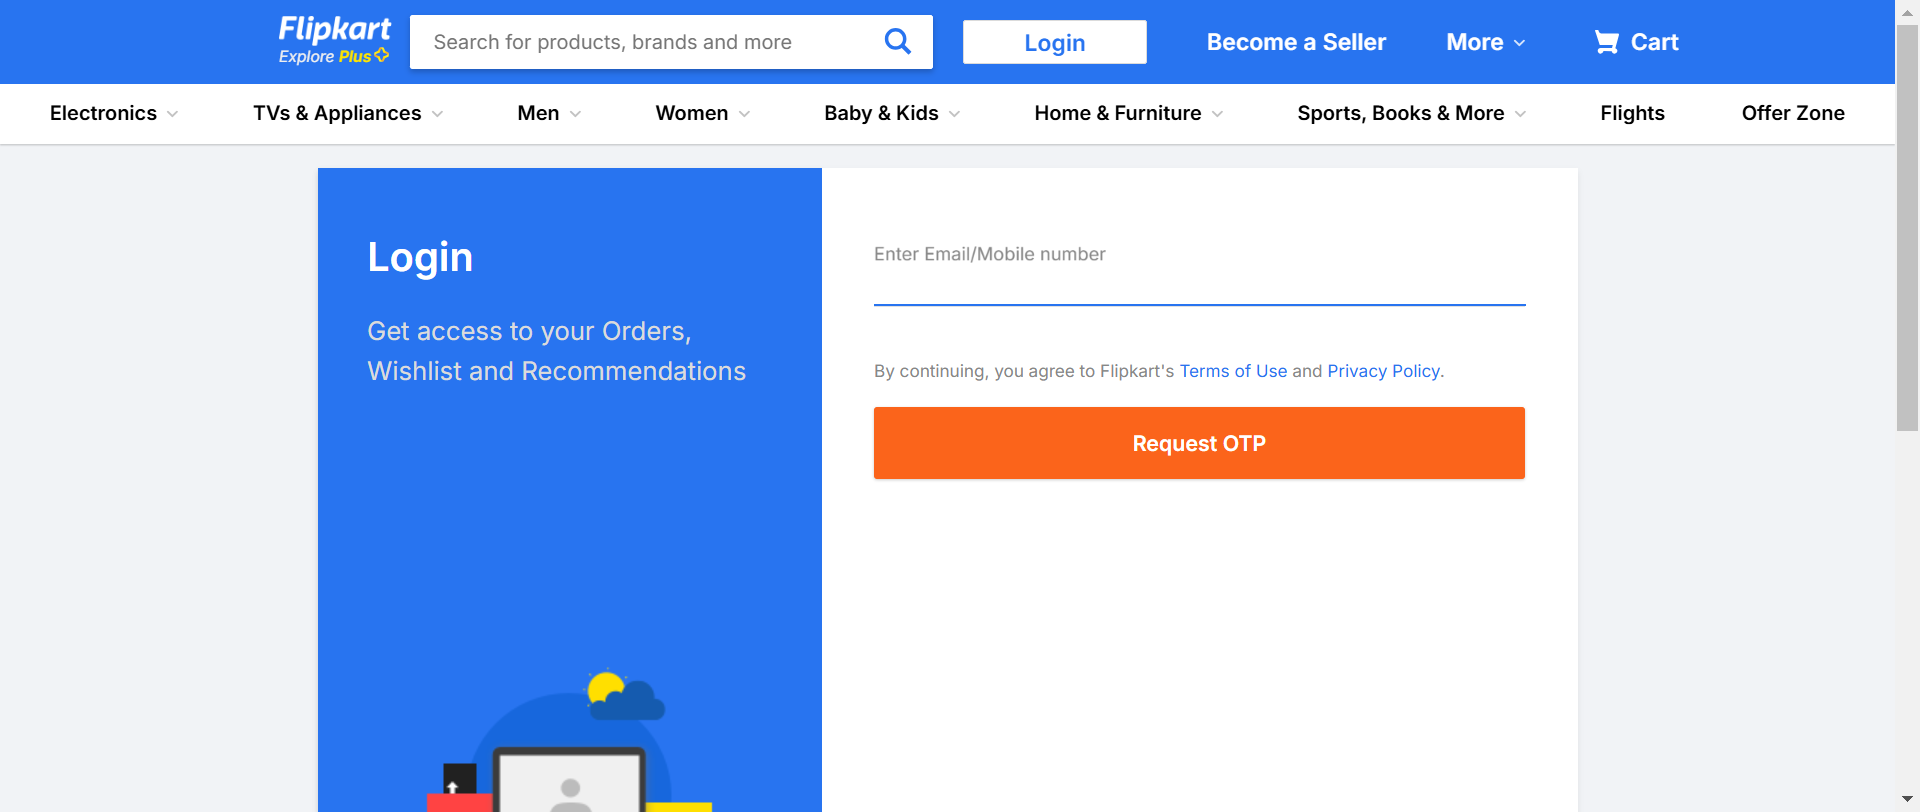 Flipkart
Explore Plus
Search for products, brands and more
Login
Become a Seller
More
Cart
Electronics
TVs & Appliances
Men
Women
Baby & Kids
Home & Furniture
Sports, Books & More
Flights
Offer Zone
Login
Get access to your Orders,
Wishlist and Recommendations
Enter Email/Mobile number
By continuing, you agree to Flipkart's Terms of Use and Privacy Policy.
Request OTP